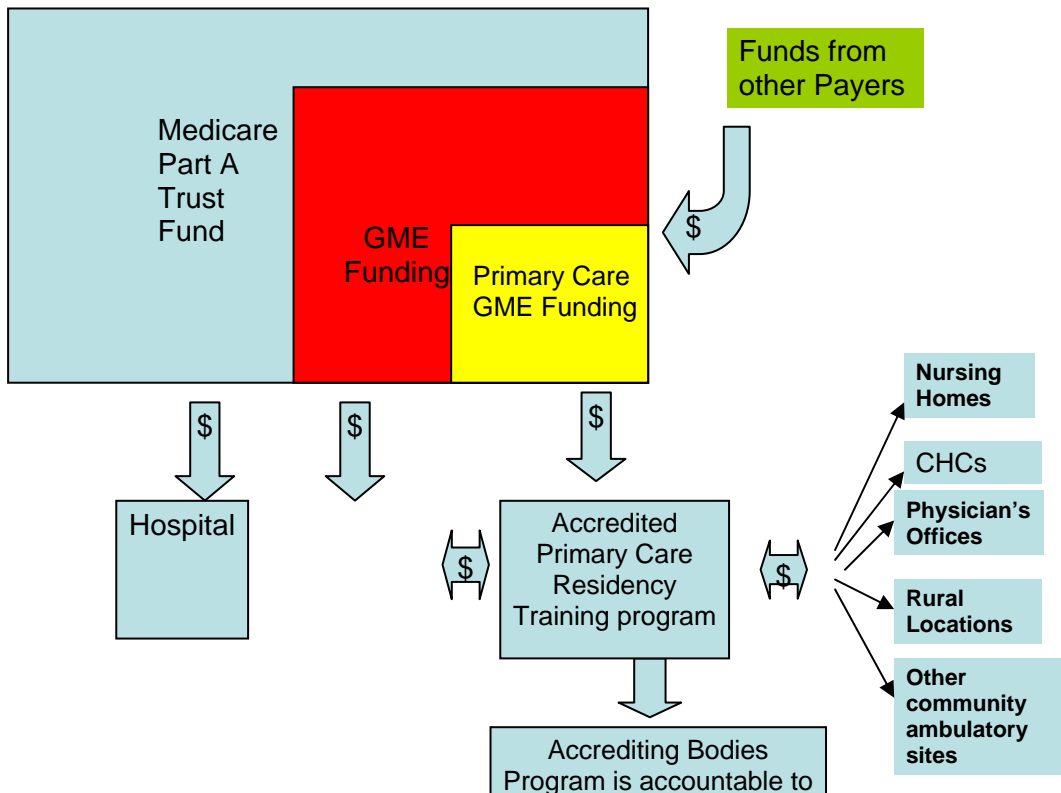 Funds from
other Payers
Medicare
Part A
Trust
Fund
$
GME
Funding
Primary Care
GME Funding
$
$
$
Nursing
Homes
CHCs
Physician’s
Offices
Rural
Locations
Other
community
ambulatory
sites
Hospital
$
Accredited
Primary Care
Residency
Training program
$
Accrediting Bodies
Program is accountable to